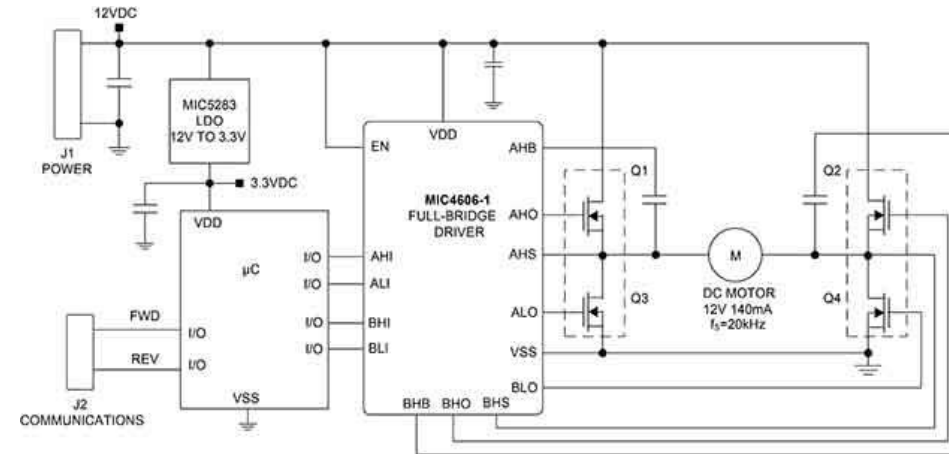 12VDC
J1
POWER
MIC5283
LDO
12V TO 3.3V
3.3VDC
VDD
µC
I/O
I/O
I/O
I/O
FWD
I/O
REV
I/O
VSS
J2
COMMUNICATIONS
VDD
EN
MIC4606-1
FULL-BRIDGE
DRIVER
AHI
ALI
BHI
BLI
AHB
AHO
AHS
ALO
VSS
BLO
BHB BHO BHS
Q1
Q3
M
DC MOTOR
12V 140mA
fS=20kHz
Q2
Q4